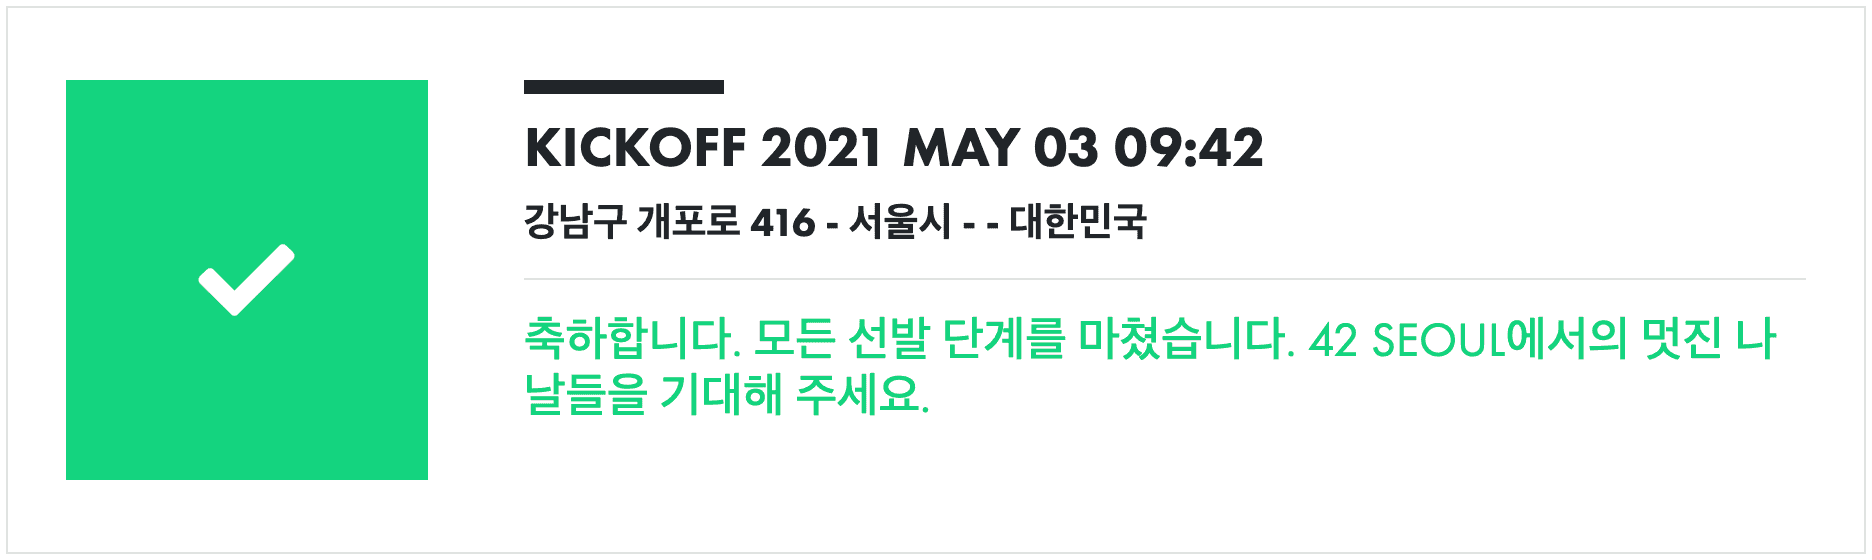 KICKOFF 2021 MAY 03 09:42
강남구 개포로 416 - 서울시 - - 대한민국
축하합니다. 모든 선발 단계를 마쳤습니다. 42 SEOUL에서의 멋진 나
날들을 기대해 주세요.